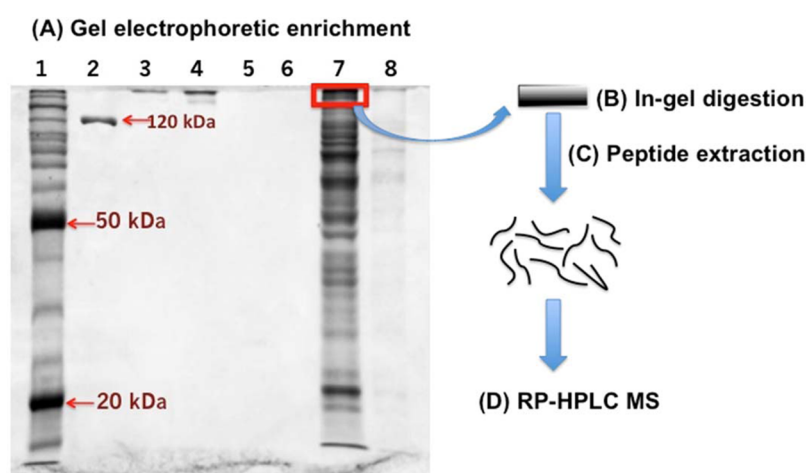 (A) Gel electrophoretic enrichment
1 2 3 4 5 6 7 8
120 kDa
(B) In-gel digestion
(C) Peptide extraction
50 kDa
20 kDa
(D) RP-HPLC MS